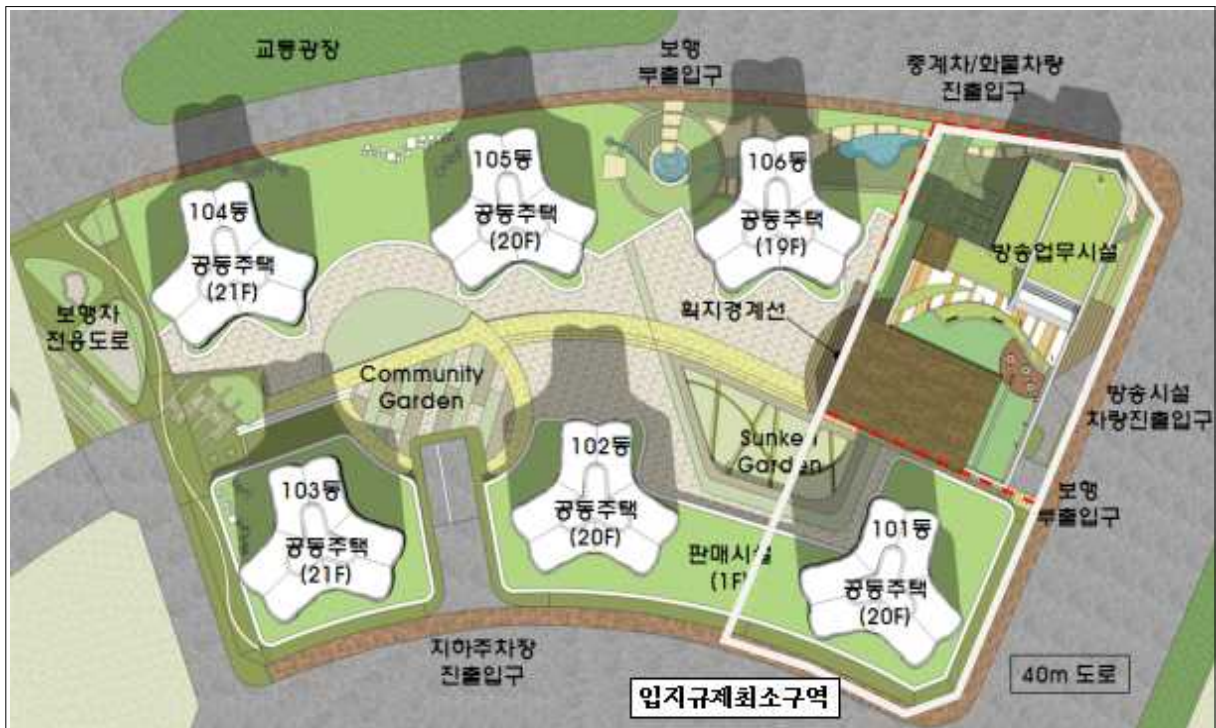 교통광장
보행
부출입구
중계차/화물차량
진출입구
105동
공동주택
(20F)
106동
공동주택
(19F)
104동
공동주택
(21F)
방송업무시설
보행자
전용도로
획지경계선
Community
Garden
방송시설
차량진출입구
Sunken
Garden
102동
공동주택
(20F)
103동
공동주택
(21F)
보행
부출입구
101동
공동주택
(20F)
판매시설
(1F)
지하주차장
진출입구
40m 도로
입지규제최소구역